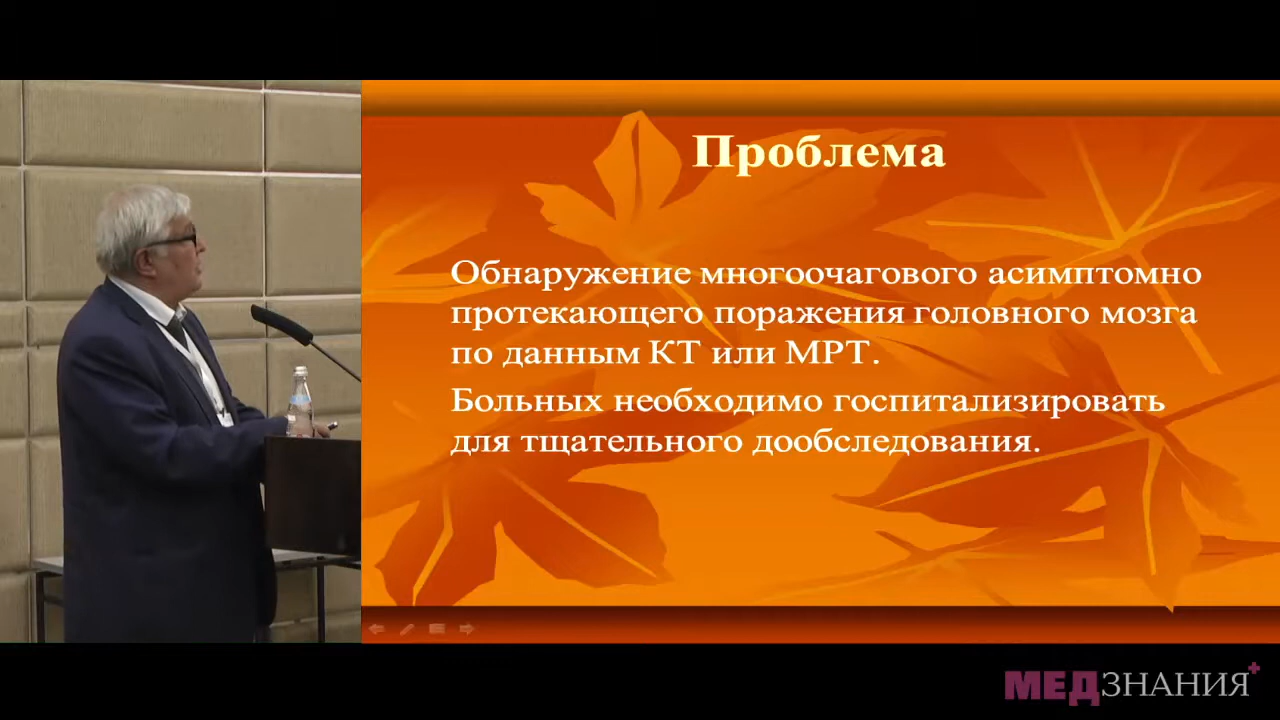 Проблема
Обнаружение многоочагового асимптомно
протекающего поражения головного мозга
по данным КТ или МРТ.
Больных необходимо госпитализировать
для тщательного дообследования.
МЕДЗНАНИЯ+